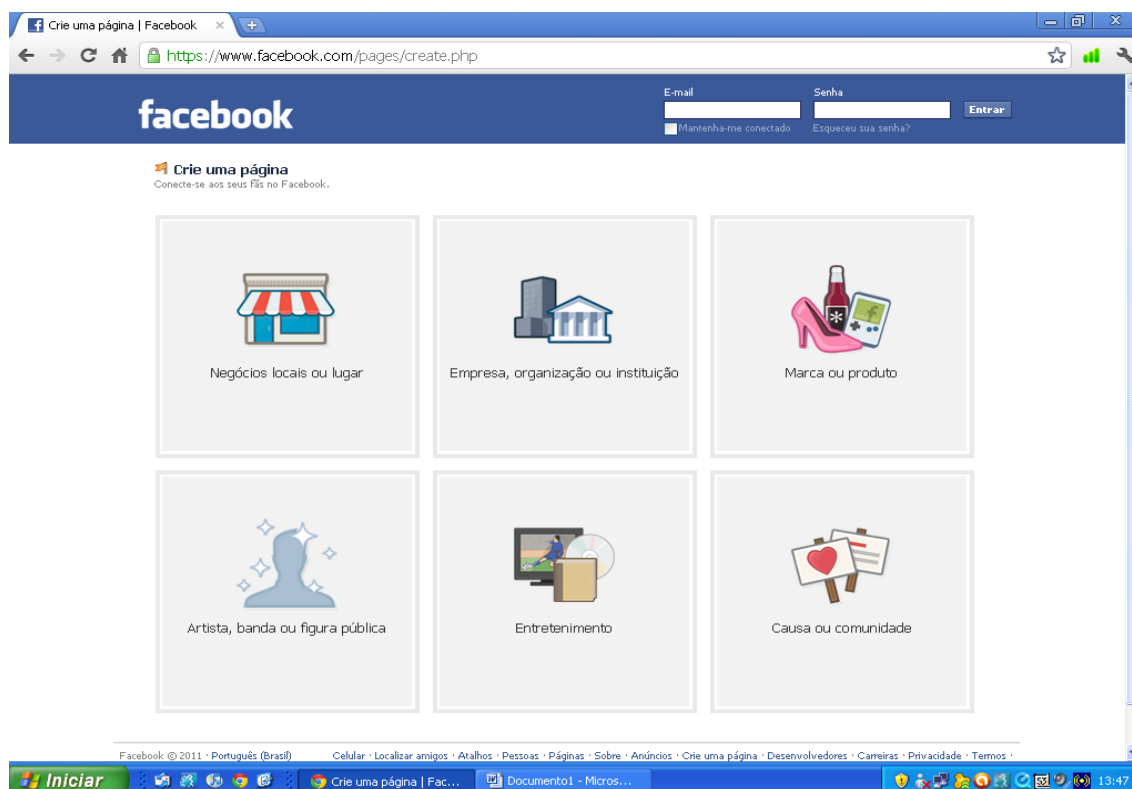 Crie uma página | Facebook
https://www.facebook.com/pages/create.php
facebook
E-mail
Senha
Entrar
Mantenha-me conectado
Esqueceu sua senha?
Crie uma página
Conecte-se aos seus fãs no Facebook.
Negócios locais ou lugar
Empresa, organização ou instituição
Marca ou produto
Artista, banda ou figura pública
Entretenimento
Causa ou comunidade
Facebook © 2011 · Português (Brasil)
Celular · Localizar amigos · Atalhos · Pessoas · Páginas · Sobre · Anúncios · Crie uma página · Desenvolvedores · Carreiras · Privacidade · Termos ·
Iniciar
Crie uma página | Fac...
Documento1 - Micros...
13:47